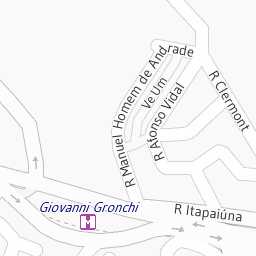 R Manuel Homem de Andrade
Ve Um
R Afonso Vidal
R Clermont
Giovanni Gronchi
R Itapaiúna